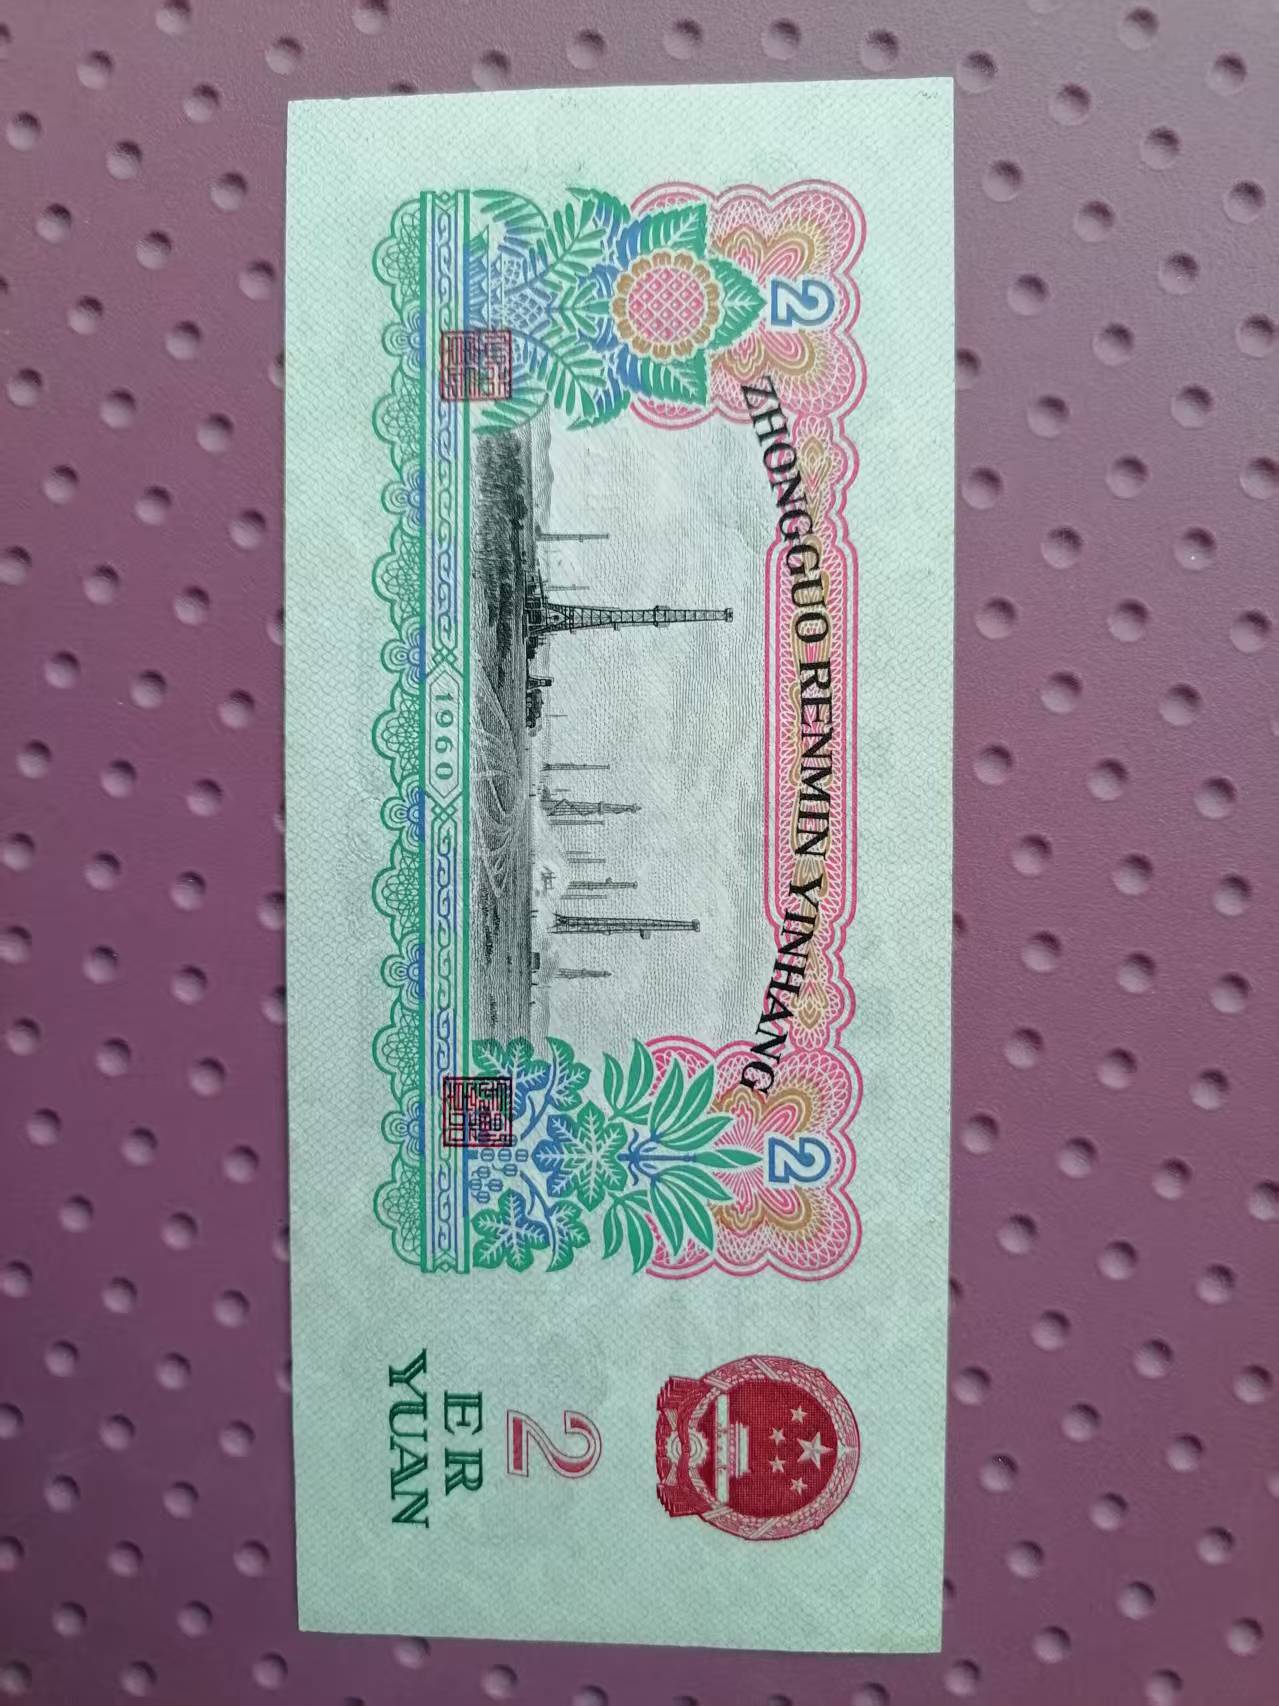 ZHONGGUO RENMIN YINHANG
2
2
1960
2
ER
YUAN